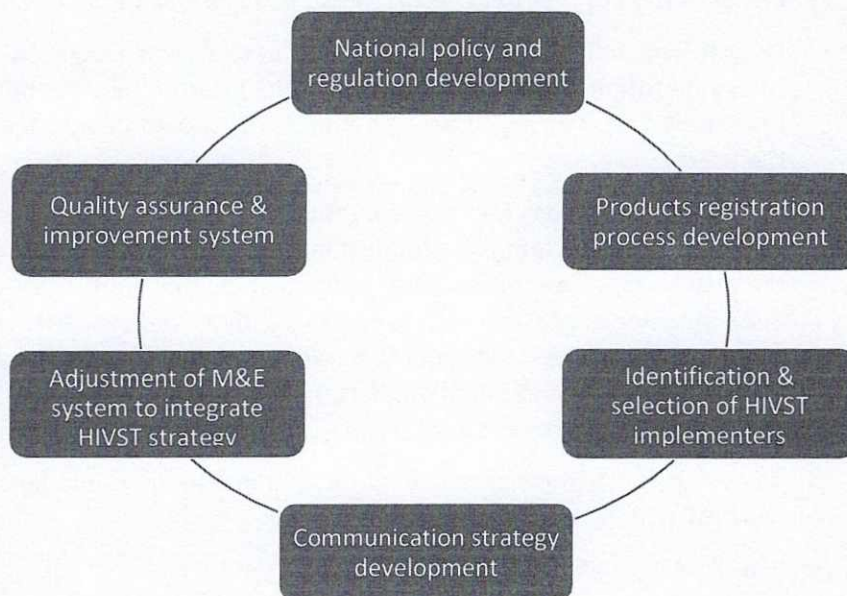 National policy and
regulation development
Products registration
process development
Identification &
selection of HIVST
implementers
Communication strategy
development
Adjustment of M&E
system to integrate
HIVST strategy
Quality assurance &
improvement system